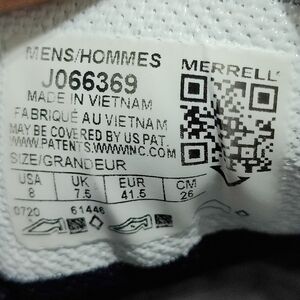 MENS/HOMMES
MERRELL
J066369
MADE IN VIETNAM
FABRIQUÉ AU VIETNAM
MAY BE COVERED BY US PAT.
WWW.PATENTS.WWWINC.COM
SIZE/GRANDEUR
USA UK EUR CM
8 7.5 41.5 26
0720 61446